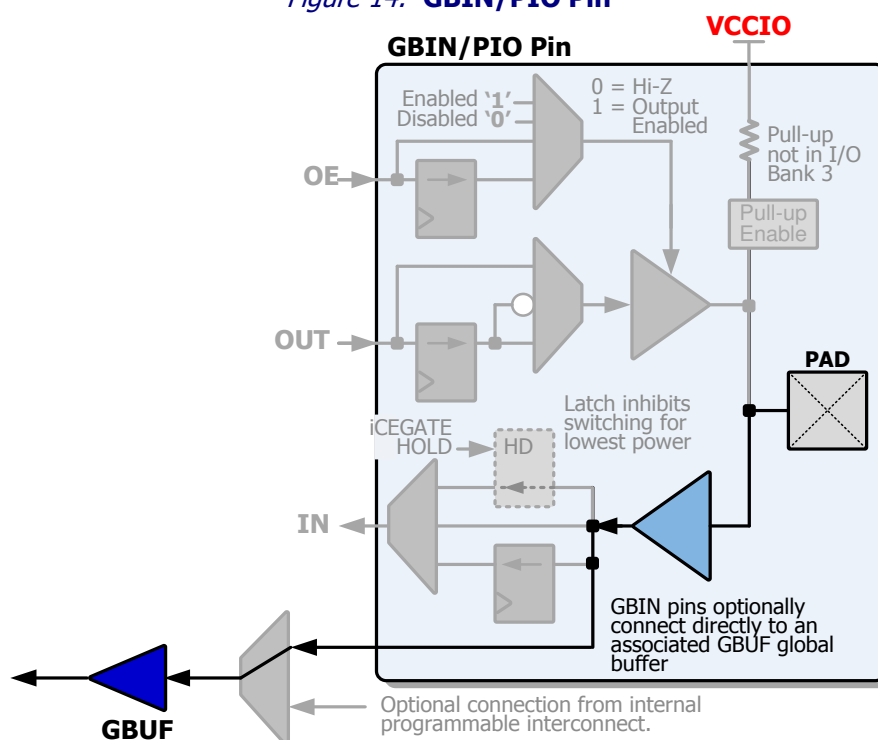 Figure 14: GBIN/PIO Pin
VCCIO
GBIN/PIO Pin
Enabled ‘1’
Disabled ‘0’
0 = Hi-Z
1 = Output
Enabled
Pull-up
not in I/O
Bank 3
OE
Pull-up
Enable
OUT
PAD
iCEGATE
HOLD
HD
Latch inhibits
switching for
lowest power
IN
GBIN pins optionally
connect directly to an
associated GBUF global
buffer
GBUF
Optional connection from internal
programmable interconnect.